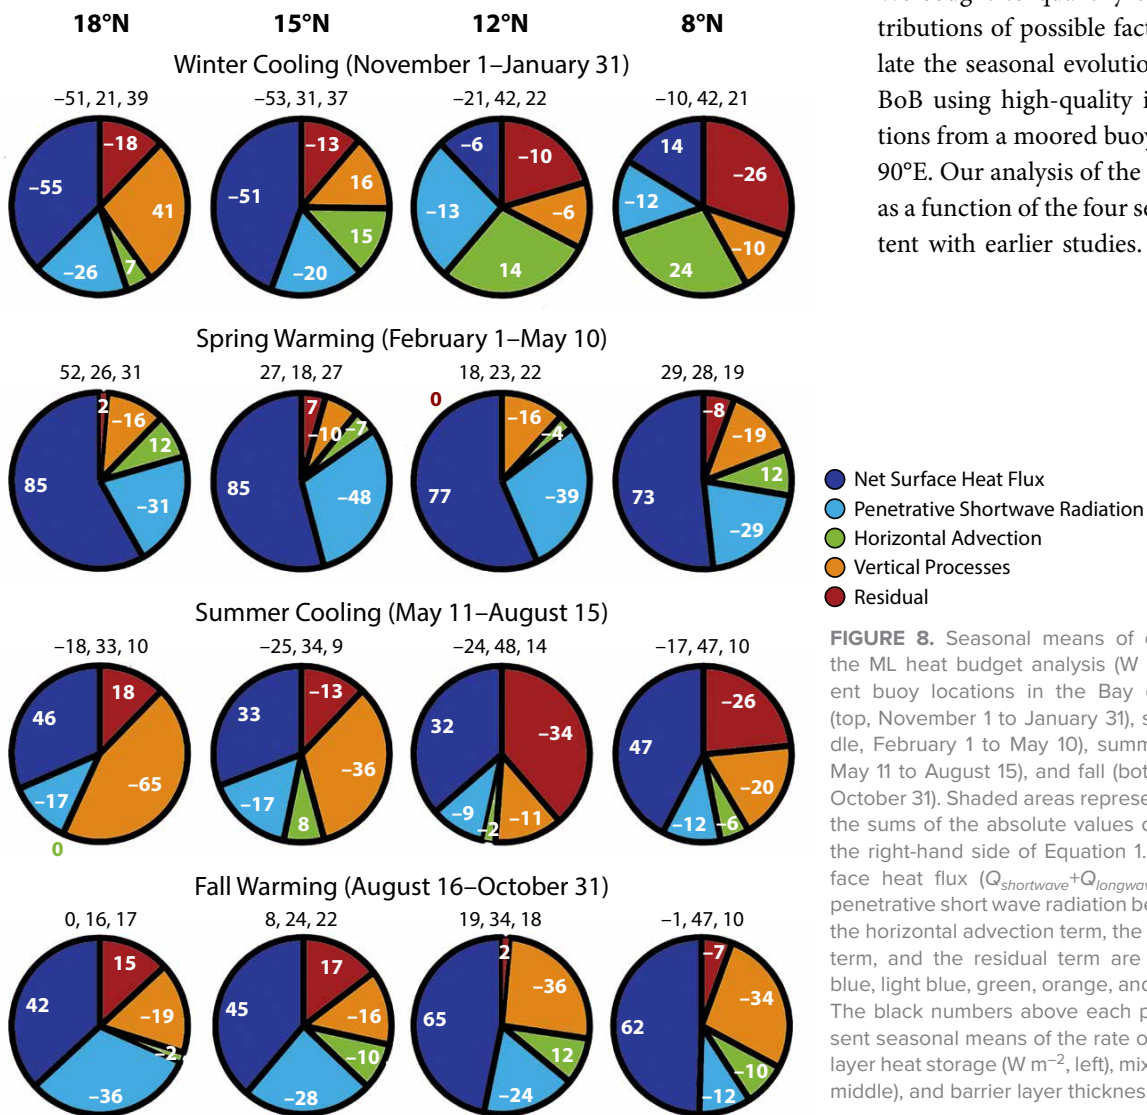 18°N 15°N 12°N 8°N
Winter Cooling (November 1–January 31)
–51, 21, 39 –53, 31, 37 –21, 42, 22 –10, 42, 21
–55 –18 41 7 –26
–51 –13 16 15 –20
–6 –10 –6 14 –13
14 –26 –10 24 –12
Spring Warming (February 1–May 10)
52, 26, 31 27, 18, 27 18, 23, 22 29, 28, 19
85 2 –16 12 –31
85 7 –10 –7 –48
0 77 –16 –4 –39
73 –8 –19 12 –29
Summer Cooling (May 11–August 15)
–18, 33, 10 –25, 34, 9 –24, 48, 14 –17, 47, 10
46 18 –65 0 –17
33 –13 –36 8 –17
32 –34 –11 –2 –9
47 –26 –20 –6 –12
Fall Warming (August 16–October 31)
0, 16, 17 8, 24, 22 19, 34, 18 –1, 47, 10
42 15 –19 –2 –36
45 17 –16 –10 –28
65 2 –36 12 –24
62 –7 –34 –10 –12
tributions of possible fact
late the seasonal evolutio
BoB using high-quality i
tions from a moored buoy
90°E. Our analysis of the
as a function of the four se
tent with earlier studies.
Net Surface Heat Flux
Penetrative Shortwave Radiation
Horizontal Advection
Vertical Processes
Residual
FIGURE 8. Seasonal means of
the ML heat budget analysis (W
ent buoy locations in the Bay
(top, November 1 to January 31), s
dle, February 1 to May 10), summ
May 11 to August 15), and fall (bot
October 31). Shaded areas represe
the sums of the absolute values
the right-hand side of Equation 1.
face heat flux (Qshortwave+Qlongwav
penetrative short wave radiation be
the horizontal advection term, the
term, and the residual term are
blue, light blue, green, orange, and
The black numbers above each p
sent seasonal means of the rate o
layer heat storage (W m–2, left), mix
middle), and barrier layer thicknes